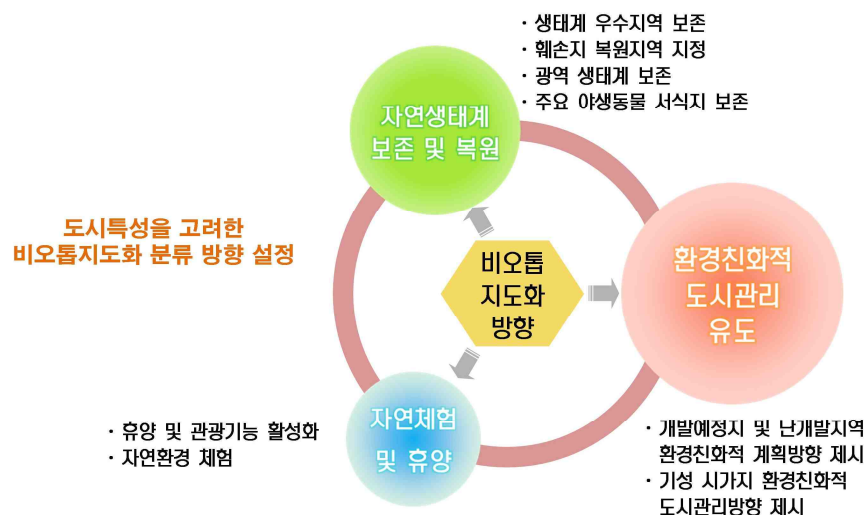 · 생태계 우수지역 보존
· 훼손지 복원지역 지정
· 광역 생태계 보존
· 주요 야생동물 서식지 보존
자연생태계
보존 및 복원
도시특성을 고려한
비오톱지도화 분류 방향 설정
비오톱
지도화
방향
환경친화적
도시관리
유도
자연체험
및 휴양
· 휴양 및 관광기능 활성화
· 자연환경 체험
· 개발예정지 및 난개발지역
환경친화적 계획방향 제시
· 기성 시가지 환경친화적
도시관리방향 제시